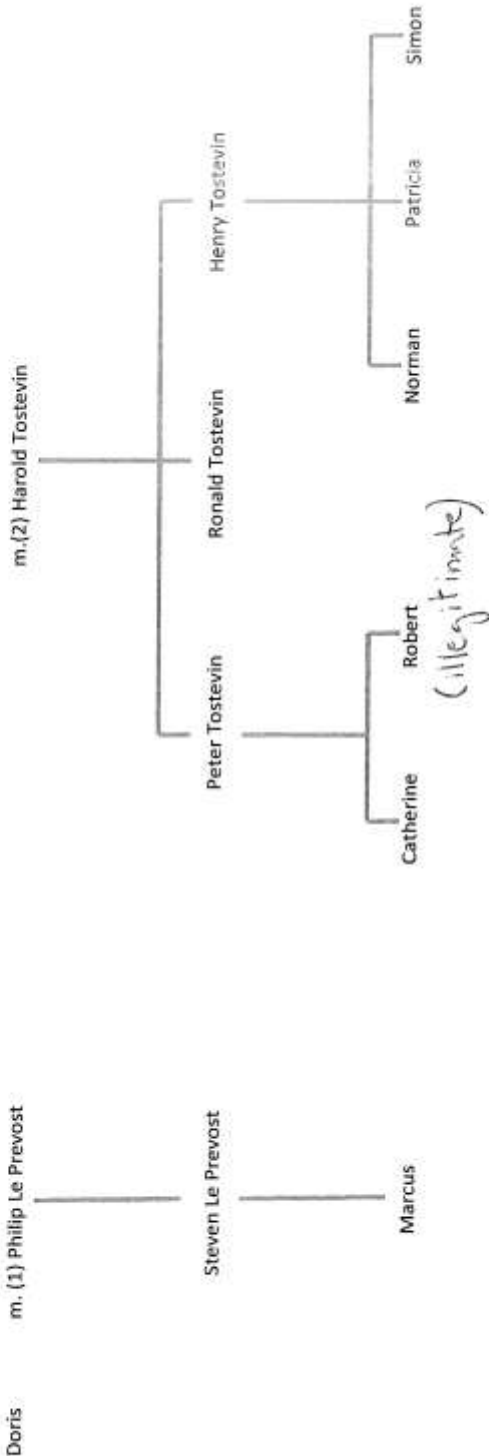 Doris m. (1) Philip Le Prevost m.(2) Harold Tostevin
Steven Le Prevost Peter Tostevin Ronald Tostevin Henry Tostevin
Marcus Catherine Robert Norman Patricia Simon
(illegitimate)